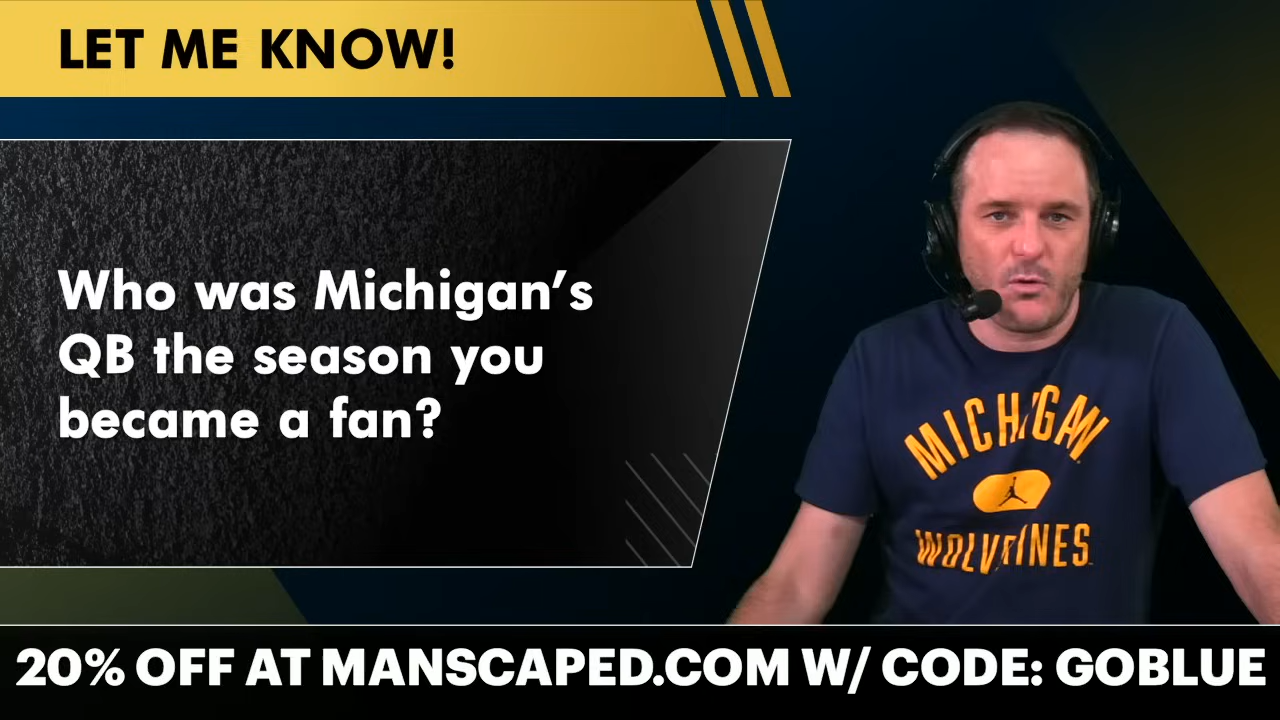 LET ME KNOW!
Who was Michigan’s
QB the season you
became a fan?
MICHIGAN
WOLVERINES
20% OFF AT MANSCAPED.COM W/ CODE: GOBLUE